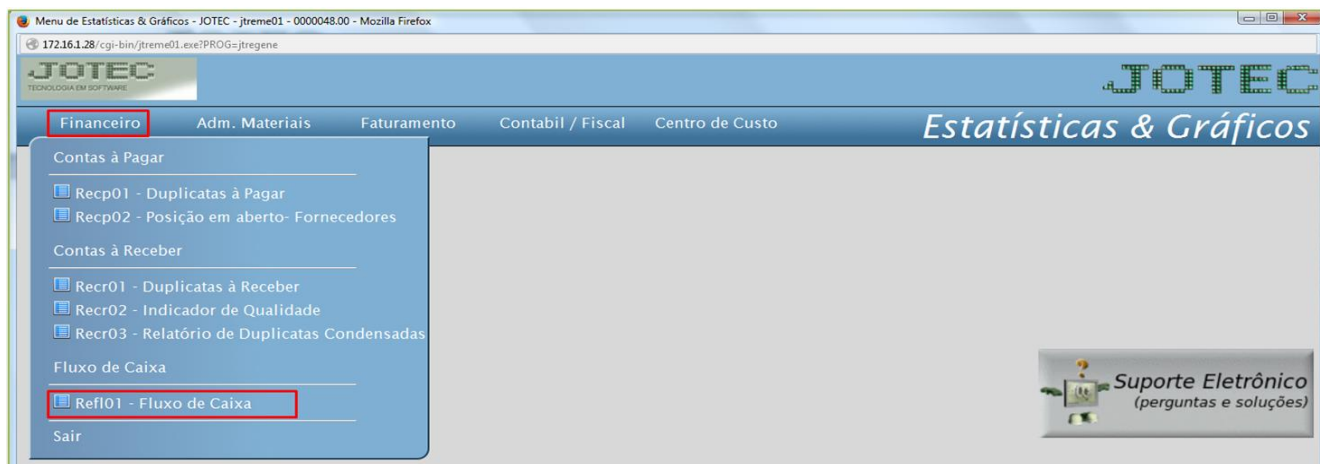 Menu de Estatísticas & Gráficos - JOTEC - jtreme01 - 0000048.00 - Mozilla Firefox
172.16.1.28/cgi-bin/jtreme01.exe?PROG=jtregene
JOTEC
TECNOLOGIA EM SOFTWARE
JOTEC
Financeiro Adm. Materiais Faturamento Contabil / Fiscal Centro de Custo
Estatísticas & Gráficos
Contas à Pagar
Recp01 - Duplicatas à Pagar
Recp02 - Posição em aberto- Fornecedores
Contas à Receber
Recr01 - Duplicatas à Receber
Recr02 - Indicador de Qualidade
Recr03 - Relatório de Duplicatas Condensadas
Fluxo de Caixa
Refl01 - Fluxo de Caixa
Sair
Suporte Eletrônico
(perguntas e soluções)